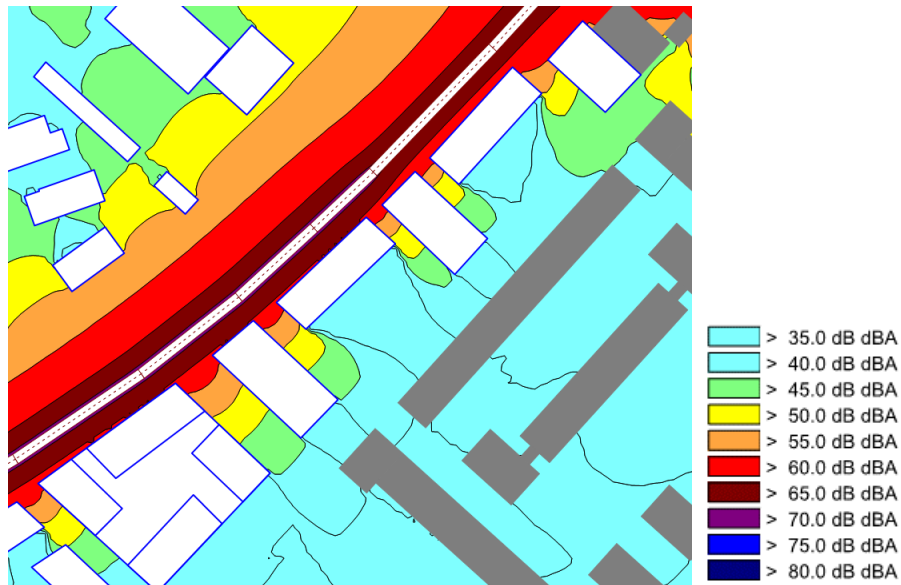 > 35.0 dB dBA
> 40.0 dB dBA
> 45.0 dB dBA
> 50.0 dB dBA
> 55.0 dB dBA
> 60.0 dB dBA
> 65.0 dB dBA
> 70.0 dB dBA
> 75.0 dB dBA
> 80.0 dB dBA